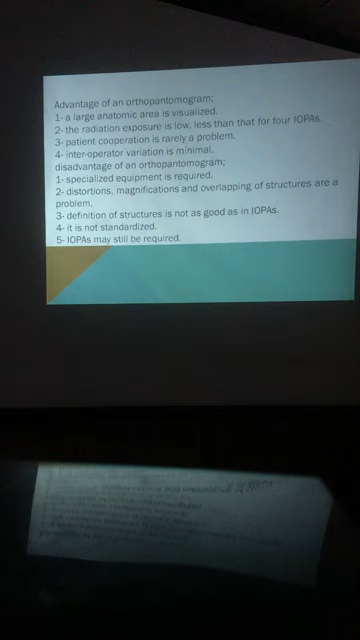 Advantage of an orthopantomogram;
1- a large anatomic area is visualized.
2- the radiation exposure is low, less than that for four IOPAs.
3- patient cooperation is rarely a problem.
4- inter-operator variation is minimal.
disadvantage of an orthopantomogram;
1- specialized equipment is required.
2- distortions, magnifications and overlapping of structures are a
problem.
3- definition of structures is not as good as in IOPAs.
4- it is not standardized.
5- IOPAs may still be required.